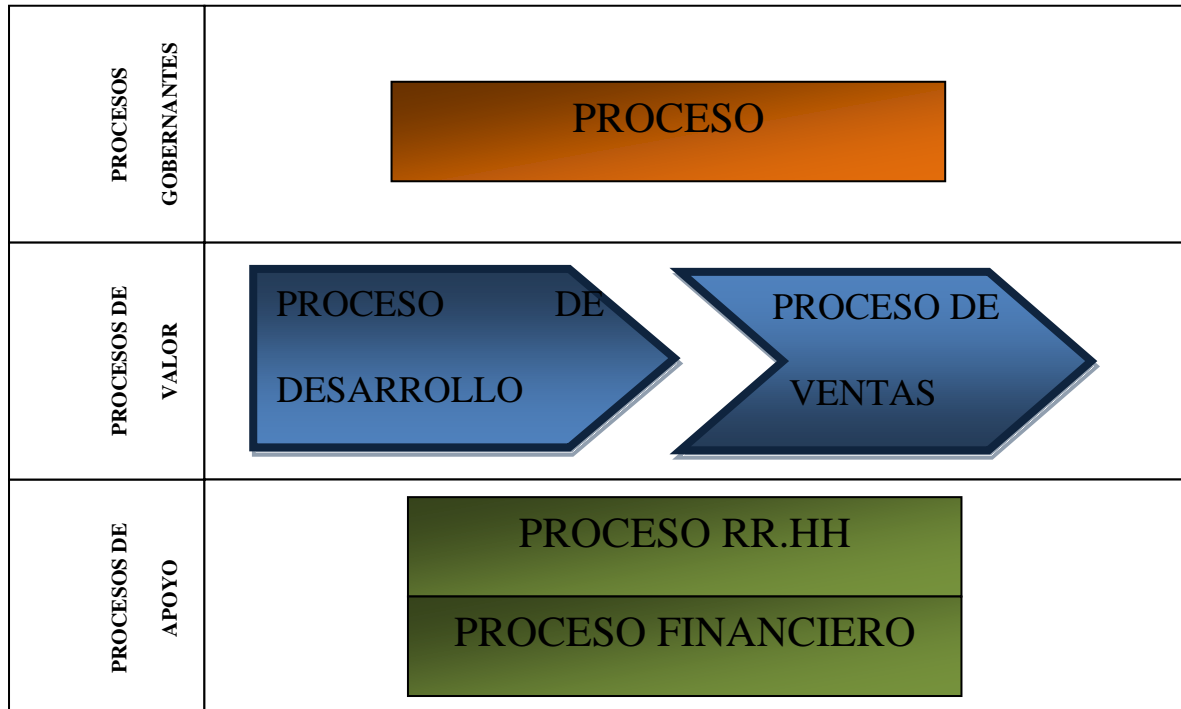 PROCESOS
GOBERNANTES
PROCESO
PROCESOS DE
VALOR
PROCESO DE
DESARROLLO
PROCESO DE
VENTAS
PROCESOS DE
APOYO
PROCESO RR.HH
PROCESO FINANCIERO